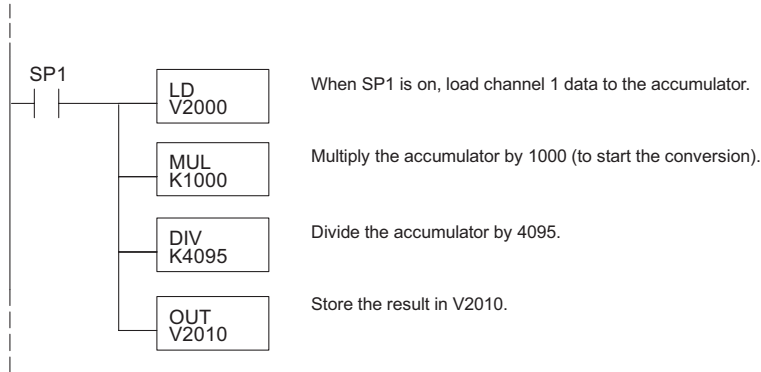 SP1
LD
V2000
When SP1 is on, load channel 1 data to the accumulator.
MUL
K1000
Multiply the accumulator by 1000 (to start the conversion).
DIV
K4095
Divide the accumulator by 4095.
OUT
V2010
Store the result in V2010.